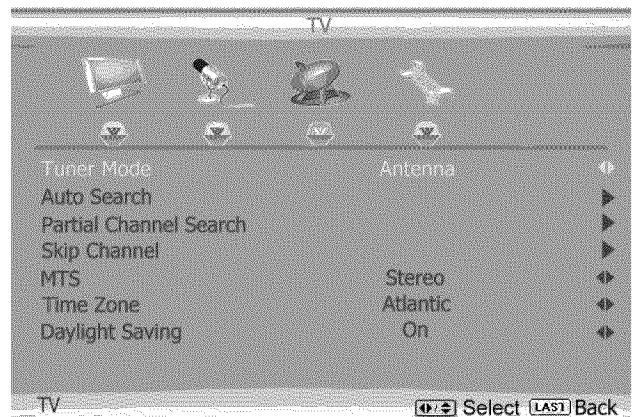 TV
Tuner Mode Antenna
Auto Search
Partial Channel Search
Skip Channel
MTS Stereo
Time Zone Atlantic
Daylight Saving On
TV Select LAST Back